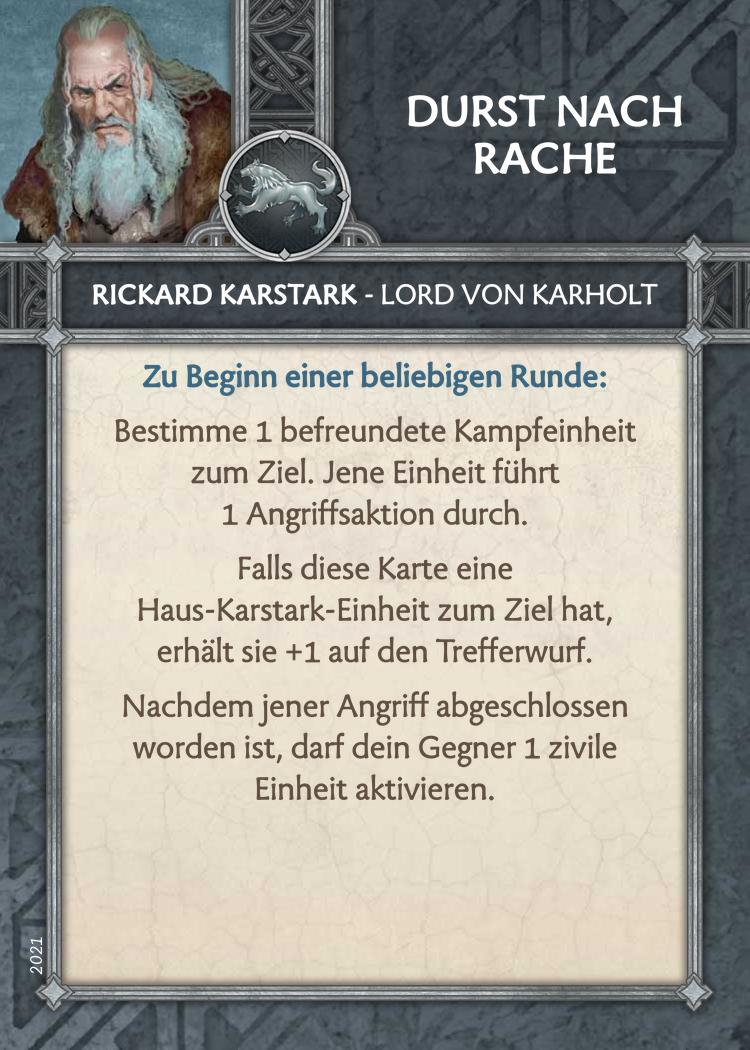 DURST NACH
RACHE
RICKARD KARSTARK - LORD VON KARHOLT
Zu Beginn einer beliebigen Runde:
Bestimme 1 befreundete Kampfeinheit
zum Ziel. Jene Einheit führt
1 Angriffsaktion durch.
Falls diese Karte eine
Haus-Karstark-Einheit zum Ziel hat,
erhält sie +1 auf den Trefferwurf.
Nachdem jener Angriff abgeschlossen
worden ist, darf dein Gegner 1 zivile
Einheit aktivieren.
2021